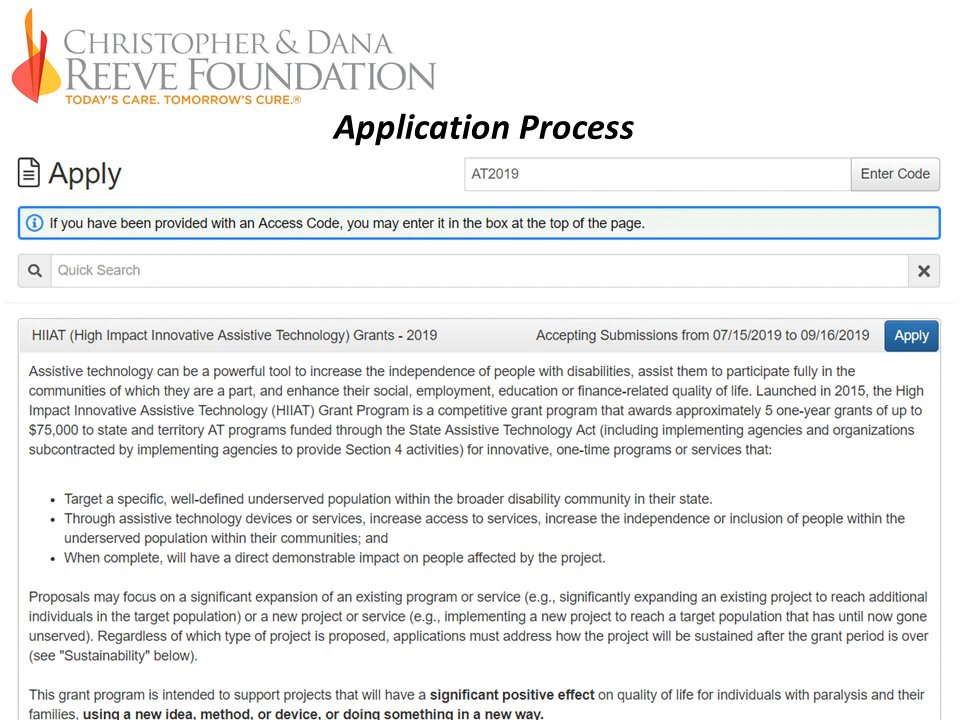 CHRISTOPHER & DANA
REEVE FOUNDATION
TODAY'S CARE. TOMORROW'S CURE.®
Application Process
Apply
AT2019
Enter Code
If you have been provided with an Access Code, you may enter it in the box at the top of the page.
Quick Search
HIIAT (High Impact Innovative Assistive Technology) Grants - 2019
Accepting Submissions from 07/15/2019 to 09/16/2019
Apply
Assistive technology can be a powerful tool to increase the independence of people with disabilities, assist them to participate fully in the
communities of which they are a part, and enhance their social, employment, education or finance-related quality of life. Launched in 2015, the High
Impact Innovative Assistive Technology (HIIAT) Grant Program is a competitive grant program that awards approximately 5 one-year grants of up to
$75,000 to state and territory AT programs funded through the State Assistive Technology Act (including implementing agencies and organizations
subcontracted by implementing agencies to provide Section 4 activities) for innovative, one-time programs or services that:
• Target a specific, well-defined underserved population within the broader disability community in their state.
• Through assistive technology devices or services, increase access to services, increase the independence or inclusion of people within the
underserved population within their communities; and
• When complete, will have a direct demonstrable impact on people affected by the project.
Proposals may focus on a significant expansion of an existing program or service (e.g., significantly expanding an existing project to reach additional
individuals in the target population) or a new project or service (e.g., implementing a new project to reach a target population that has until now gone
unserved). Regardless of which type of project is proposed, applications must address how the project will be sustained after the grant period is over
(see "Sustainability" below).
This grant program is intended to support projects that will have a significant positive effect on quality of life for individuals with paralysis and their
families, using a new idea, method, or device, or doing something in a new way.